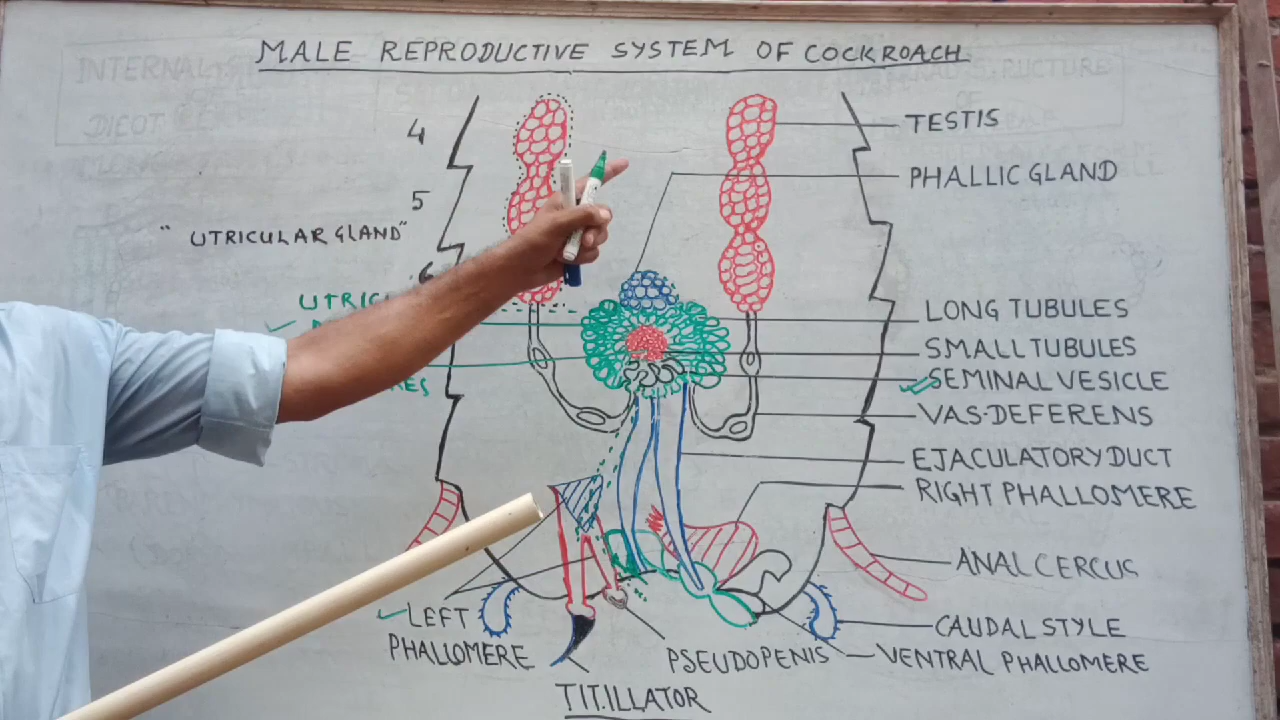 MALE REPRODUCTIVE SYSTEM OF COCKROACH
4
TESTIS
PHALLIC GLAND
5
"UTRICULAR GLAND"
6
LONG TUBULES
SMALL TUBULES
SEMINAL VESICLE
VAS-DEFERENS
EJACULATORY DUCT
RIGHT PHALLOMERE
ANAL CERCUS
LEFT
PHALLOMERE
CAUDAL STYLE
PSEUDOPENIS
VENTRAL PHALLOMERE
TITILLATOR